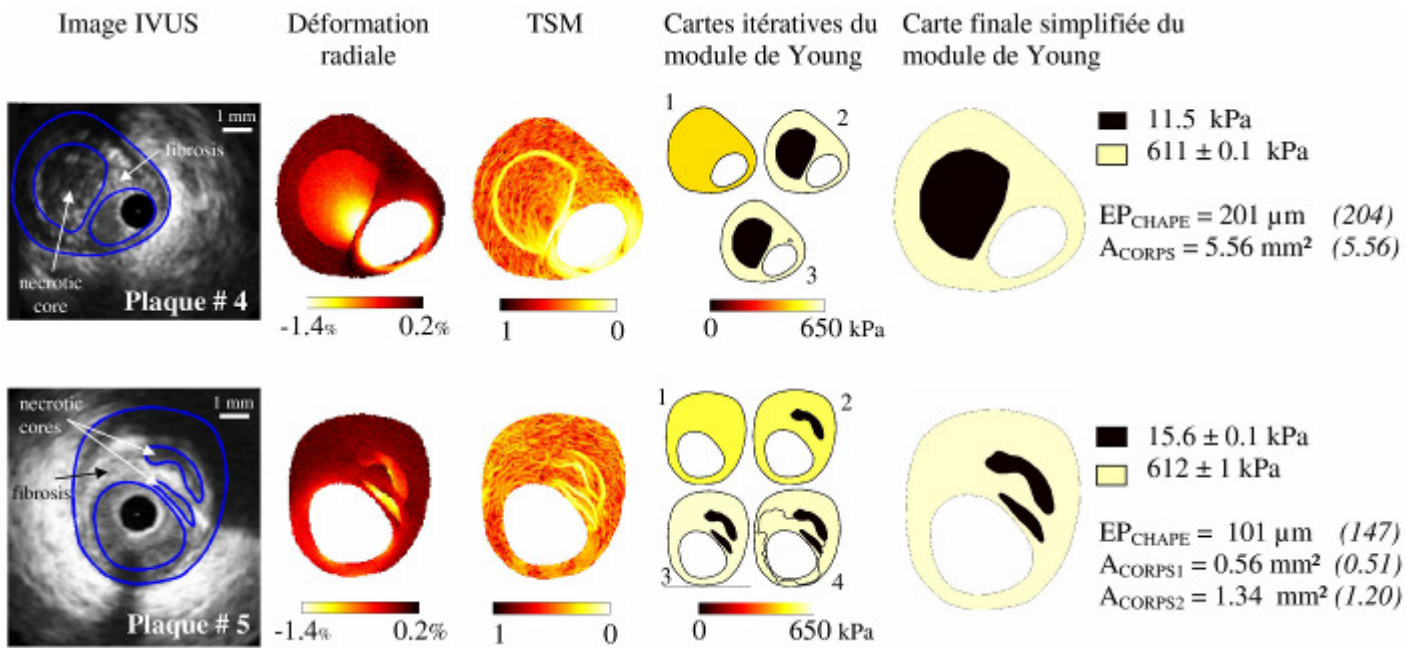 Image IVUS
Déformation
radiale
TSM
Cartes itératives du
module de Young
Carte finale simplifiée du
module de Young
1 mm
fibrosis
necrotic
core
Plaque # 4
-1.4% 0.2%
1 0
1
2
3
0 650 kPa
11.5 kPa
611 ± 0.1 kPa
EPCHAPE = 201 µm (204)
ACORPS = 5.56 mm² (5.56)
1 mm
necrotic
cores
fibrosis
Plaque # 5
-1.4% 0.2%
1 0
1
2
3
4
0 650 kPa
15.6 ± 0.1 kPa
612 ± 1 kPa
EPCHAPE = 101 µm (147)
ACORPS1 = 0.56 mm² (0.51)
ACORPS2 = 1.34 mm² (1.20)